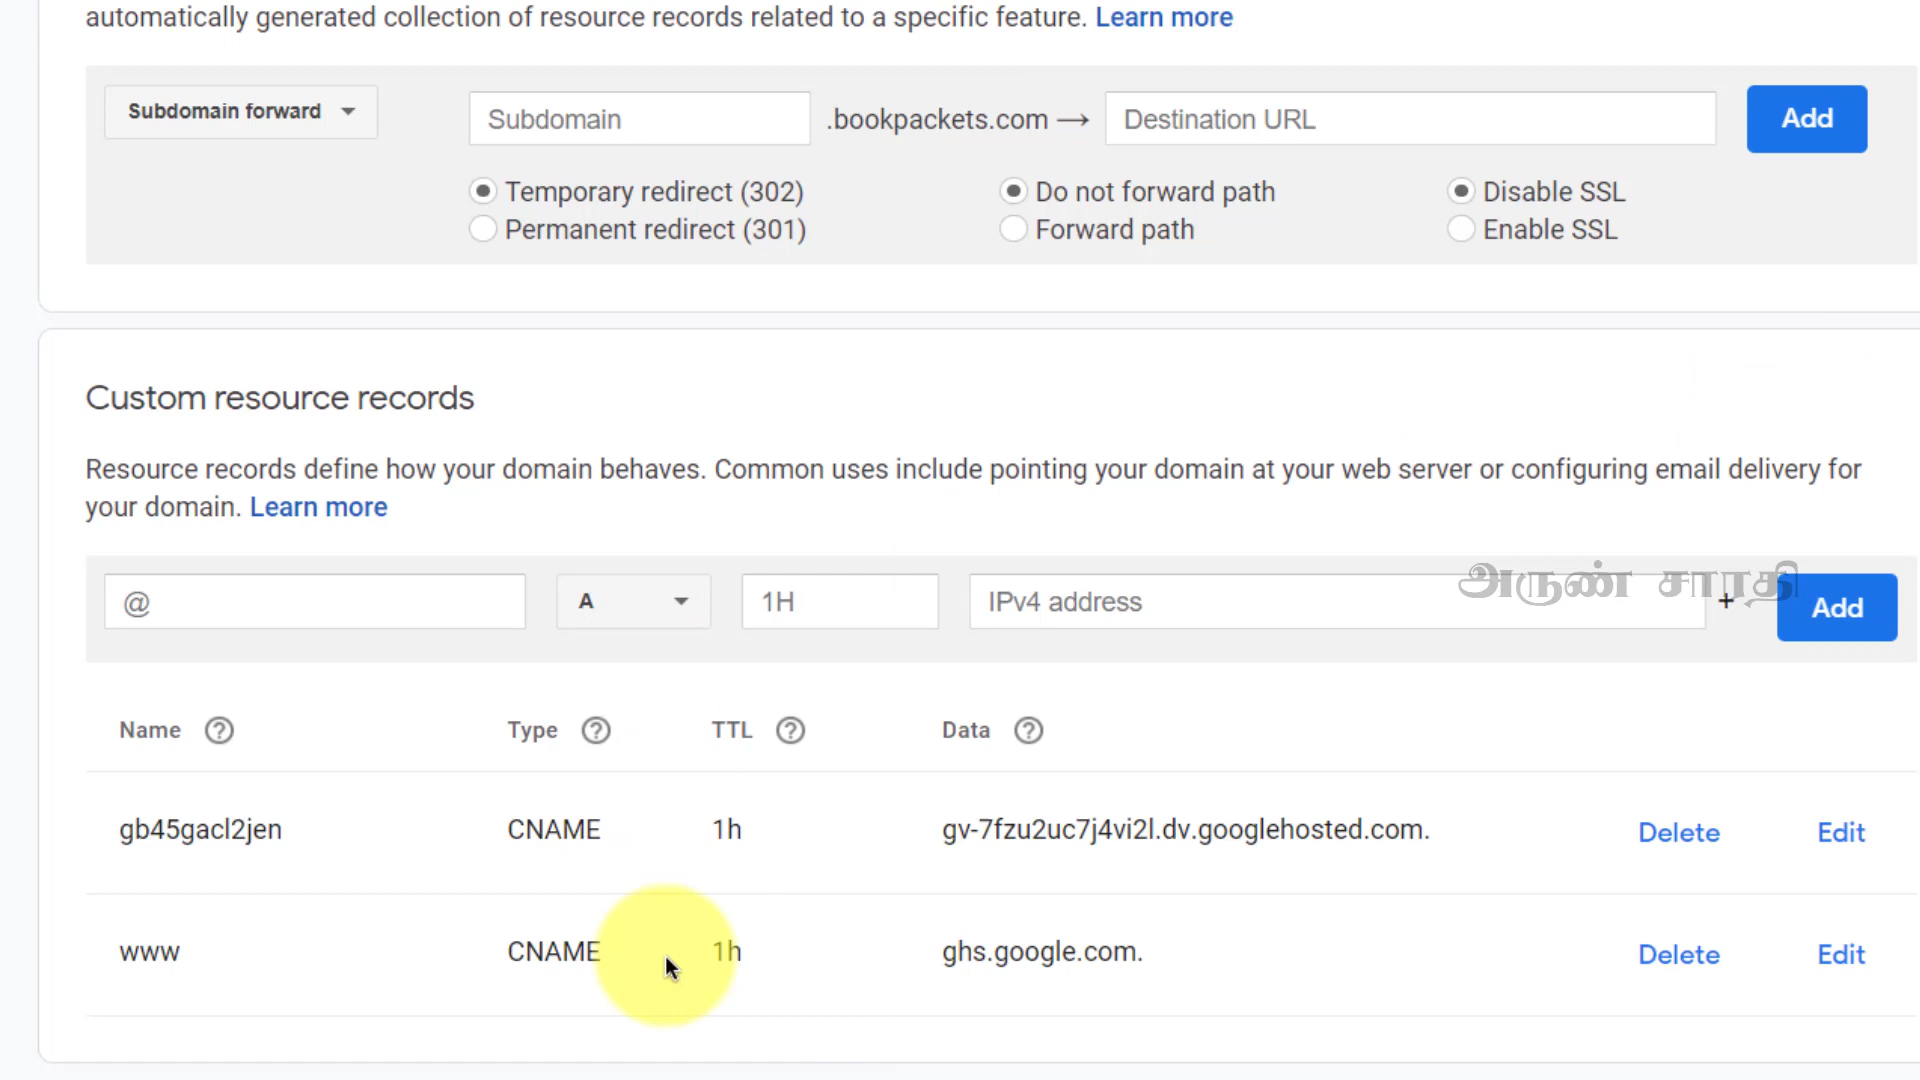 automatically generated collection of resource records related to a specific feature. Learn more
Subdomain forward
Subdomain
.bookpackets.com →
Destination URL
Add
Temporary redirect (302)
Do not forward path
Disable SSL
Permanent redirect (301)
Forward path
Enable SSL
Custom resource records
Resource records define how your domain behaves. Common uses include pointing your domain at your web server or configuring email delivery for
your domain. Learn more
அருண் சாரதி
@
A
1H
IPv4 address
+
Add
Name ? Type ? TTL ? Data ?
gb45gacl2jen CNAME 1h gv-7fzu2uc7j4vi2l.dv.googlehosted.com. Delete Edit
www CNAME 1h ghs.google.com. Delete Edit